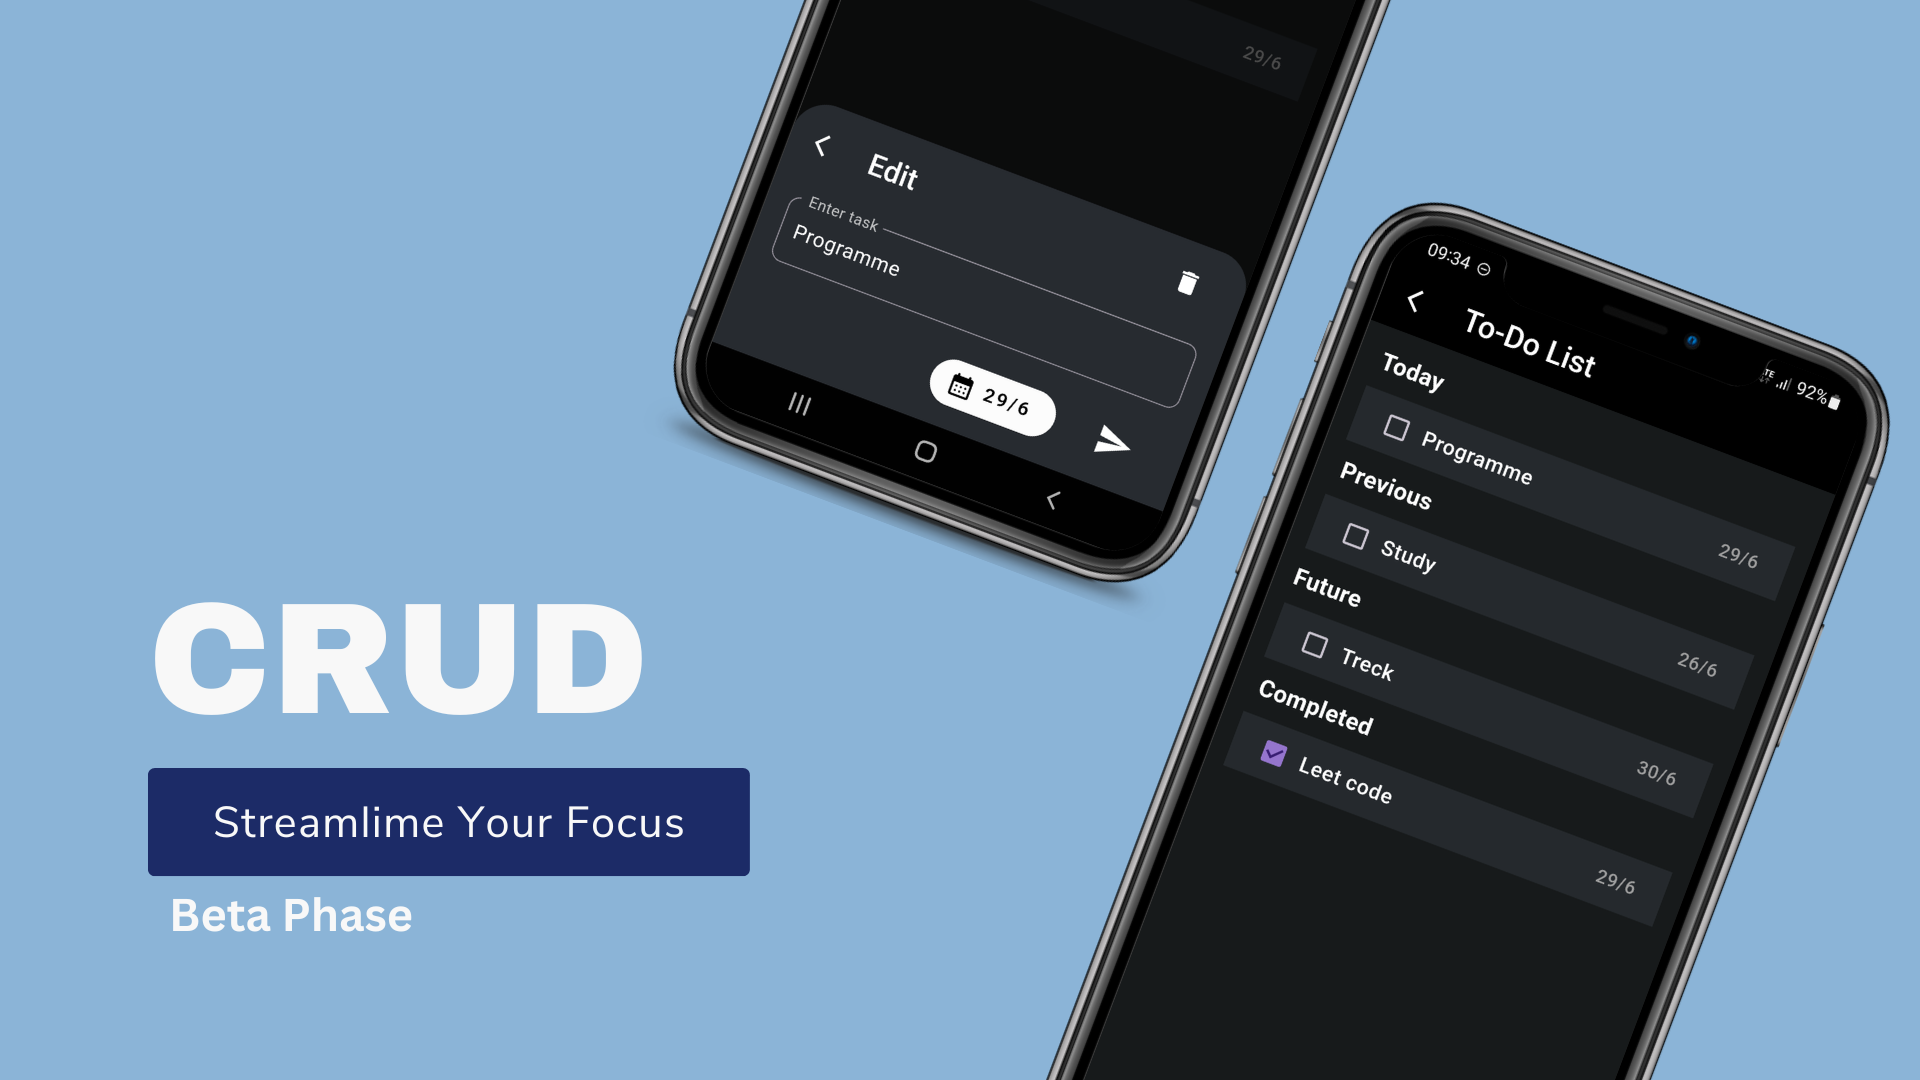 29/6
Edit
Enter task
Programme
29/6
09:34
TE
92%
To-Do List
Today
Programme
29/6
Previous
Study
26/6
Future
Treck
30/6
Completed
Leet code
29/6
CRUD
Streamlime Your Focus
Beta Phase